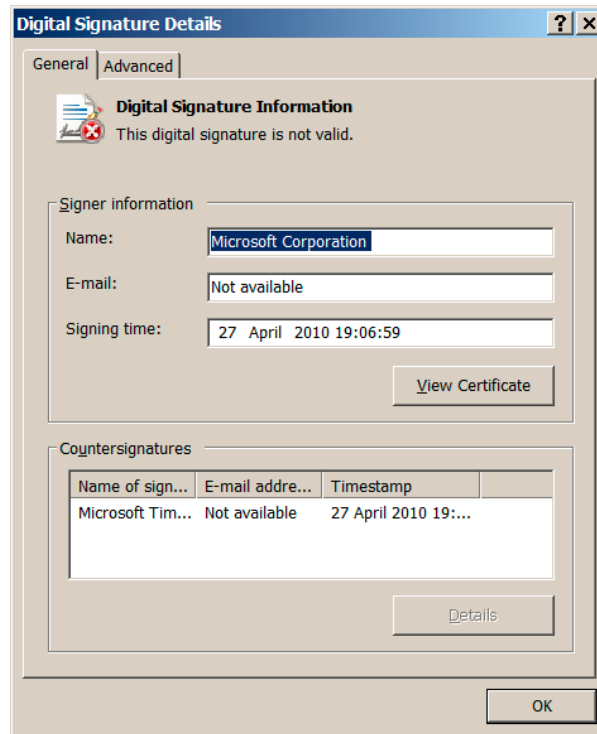 Digital Signature Details
General Advanced
Digital Signature Information
This digital signature is not valid.
Signer information
Name: Microsoft Corporation
E-mail: Not available
Signing time: 27 April 2010 19:06:59
View Certificate
Countersignatures
Name of sign... E-mail addre... Timestamp
Microsoft Tim... Not available 27 April 2010 19:...
Details
OK